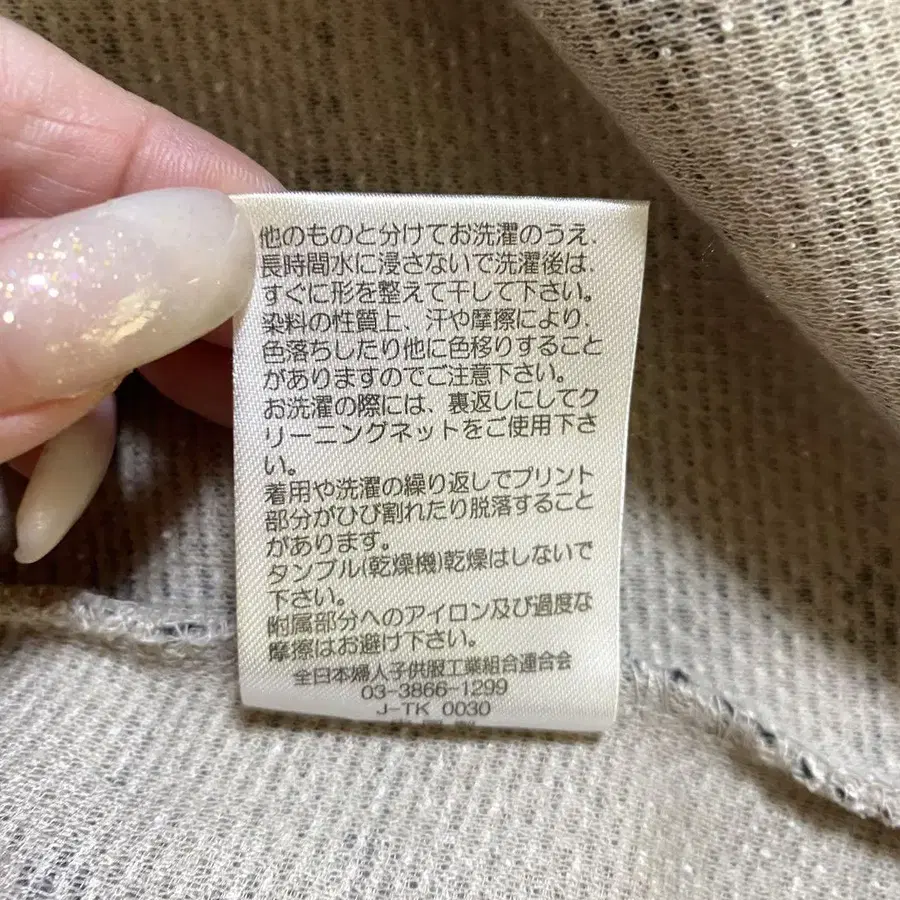 他のものと分けてお洗濯のうえ、
長時間水に浸さないで洗濯後は、
すぐに形を整えて干して下さい。
染料の性質上、汗や摩擦により、
色落ちしたり他に色移りすること
がありますのでご注意下さい。
お洗濯の際には、裏返しにしてク
リーニングネットをご使用下さ
い。
着用や洗濯の繰り返しでプリント
部分がひび割れたり脱落すること
があります。
タンブル(乾燥機)乾燥はしないで
下さい。
附属部分へのアイロン及び過度な
摩擦はお避け下さい。
全日本婦人子供服工業組合連合会
03-3866-1299
J-TK 0030